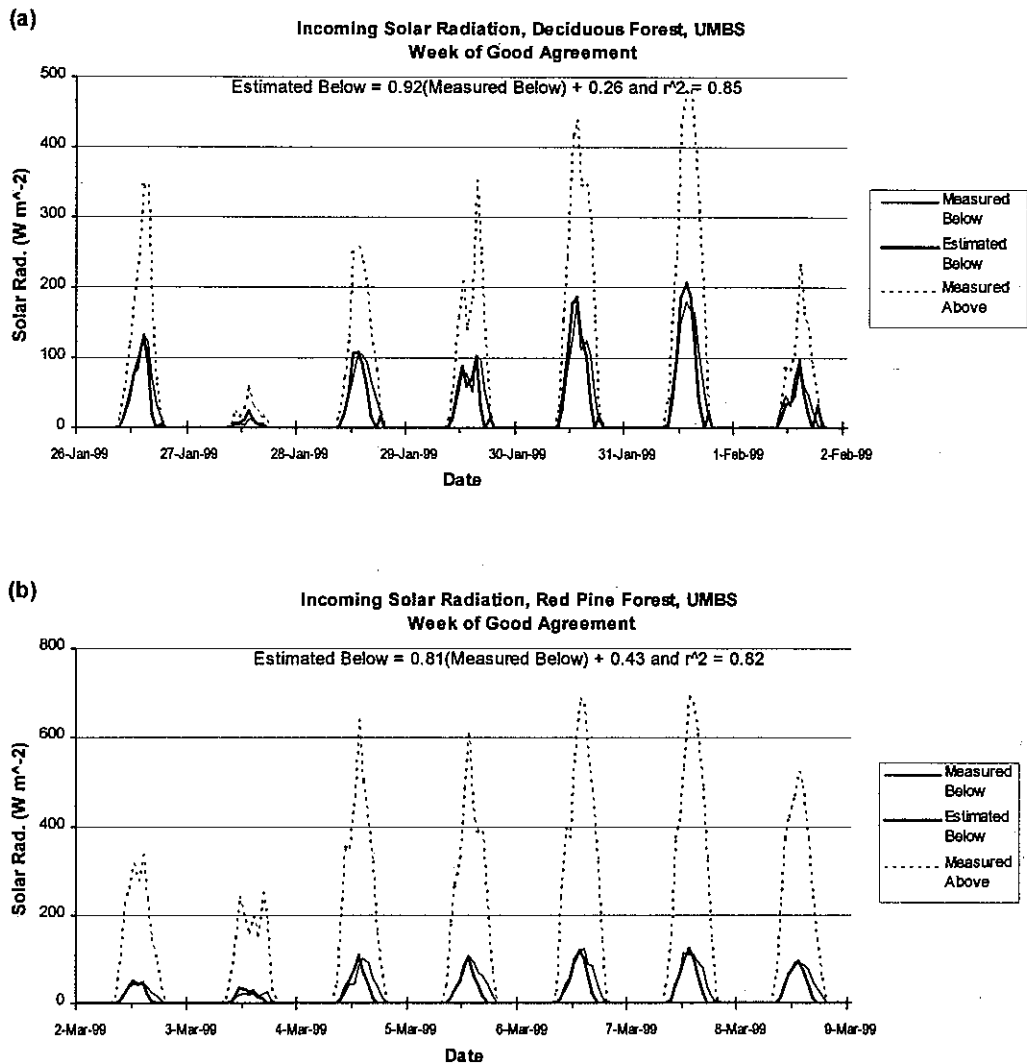 (a)
Incoming Solar Radiation, Deciduous Forest, UMBS
Week of Good Agreement
Estimated Below = 0.92(Measured Below) + 0.26 and r^2 = 0.85
500
400
300
200
100
0
Solar Rad. (W m^-2)
26-Jan-99 27-Jan-99 28-Jan-99 29-Jan-99 30-Jan-99 31-Jan-99 1-Feb-99 2-Feb-99
Date
Measured
Below
Estimated
Below
Measured
Above
(b)
Incoming Solar Radiation, Red Pine Forest, UMBS
Week of Good Agreement
Estimated Below = 0.81(Measured Below) + 0.43 and r^2 = 0.82
800
600
400
200
0
Solar Rad. (W m^-2)
2-Mar-99 3-Mar-99 4-Mar-99 5-Mar-99 6-Mar-99 7-Mar-99 8-Mar-99 9-Mar-99
Date
Measured
Below
Estimated
Below
Measured
Above